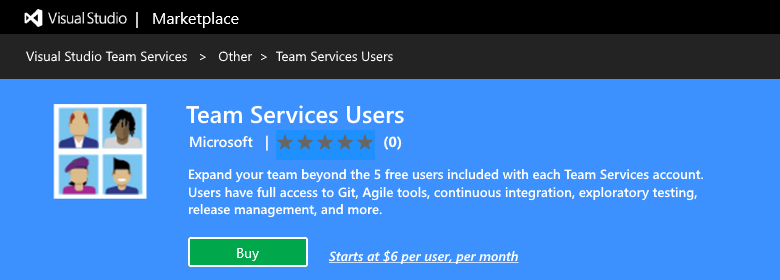 Visual Studio | Marketplace
Visual Studio Team Services > Other > Team Services Users
Team Services Users
Microsoft | ★★★★★ (0)
Expand your team beyond the 5 free users included with each Team Services account.
Users have full access to Git, Agile tools, continuous integration, exploratory testing,
release management, and more.
Buy Starts at $6 per user, per month